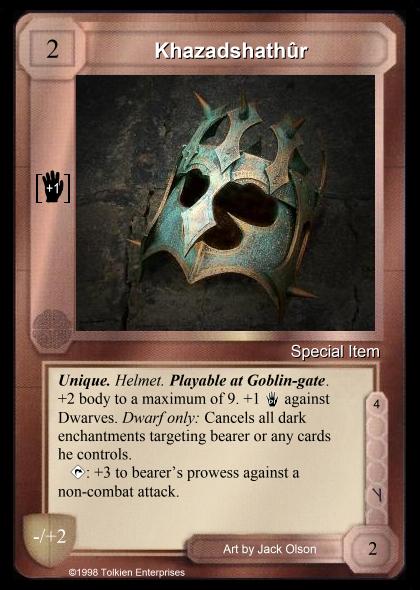 2
Khazadshathûr
[+1]
Special Item
Unique. Helmet. Playable at Goblin-gate.
+2 body to a maximum of 9. +1 against
Dwarves. Dwarf only: Cancels all dark
enchantments targeting bearer or any cards
he controls.
: +3 to bearer's prowess against a
non-combat attack.
4
-/+2
Art by Jack Olson
2
©1998 Tolkien Enterprises